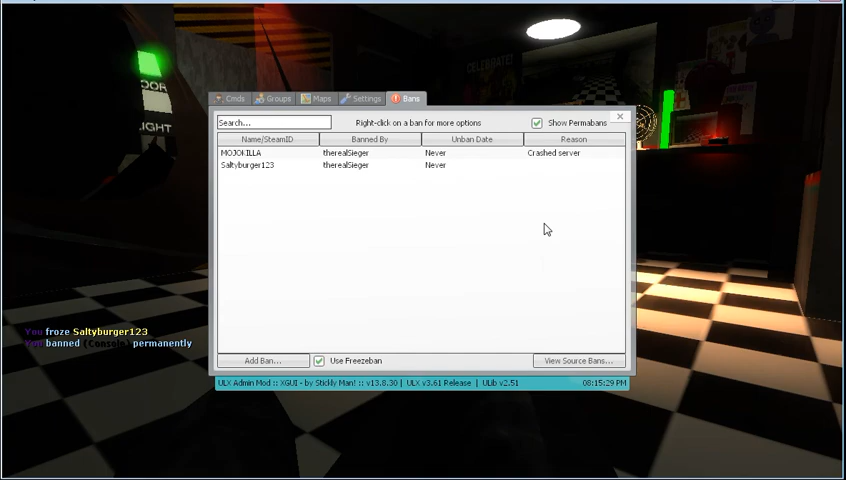 CELEBRATE!
DOOR
LIGHT
Cmds Groups Maps Settings Bans
Search... Right-click on a ban for more options Show Permabans
Name/SteamID Banned By Unban Date Reason
MOJOKILLA therealSieger Never Crashed server
Saltyburger123 therealSieger Never
You froze Saltyburger123
You banned (Console) permanently
Add Ban... Use Freezeban View Source Bans...
ULX Admin Mod :: XGUI - by Stickly Man! :: v13.8.30 | ULX v3.61 Release | ULib v2.51 08:15:29 PM